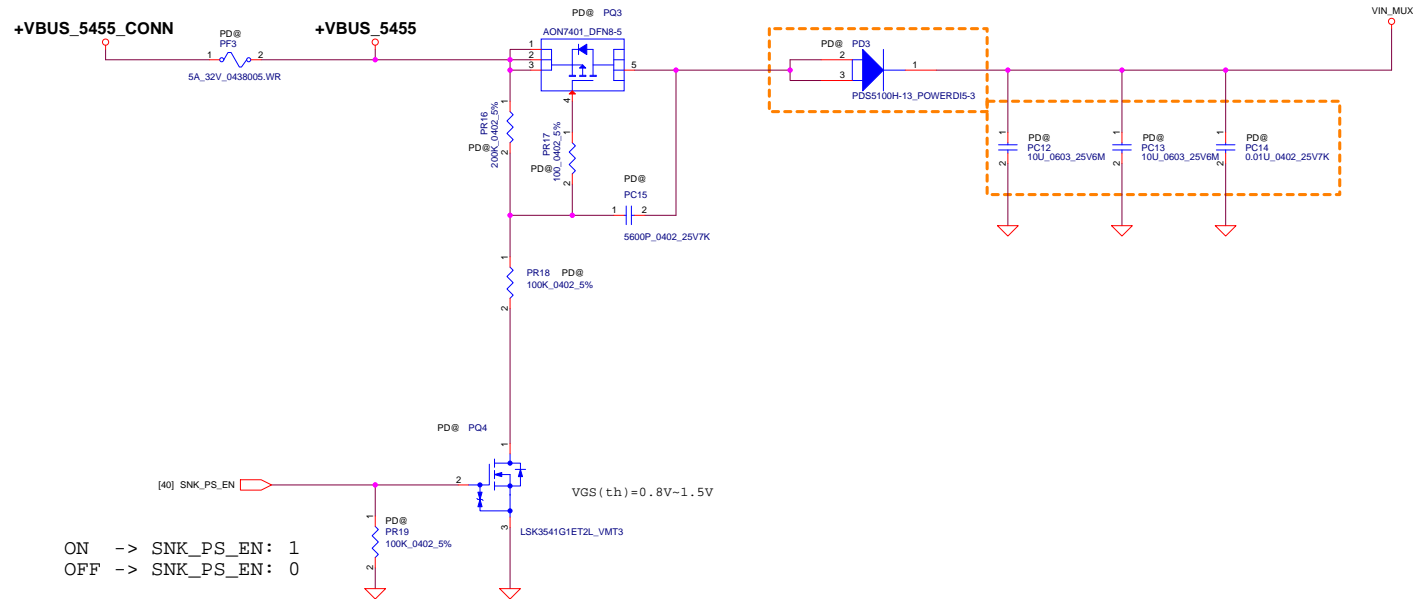 +VBUS_5455_CONN
PD@
PF3
1
2
5A_32V_0438005.WR
+VBUS_5455
PD@ PQ3
AON7401_DFN8-5
1
2
3
5
4
PD@ PD3
2
3
1
PDS5100H-13_POWERDI5-3
VIN_MUX
1
PR16
200K_0402_5%
PD@
2
1
PR17
100_0402_5%
PD@
2
PD@
PC15
1
2
5600P_0402_25V7K
1
PD@
PC12
10U_0603_25V6M
2
1
PD@
PC13
10U_0603_25V6M
2
1
PD@
PC14
0.01U_0402_25V7K
2
1
PR18 PD@
100K_0402_5%
2
PD@ PQ4
1
2
3
VGS(th)=0.8V~1.5V
LSK3541G1ET2L_VMT3
[40] SNK_PS_EN
1
PD@
PR19
100K_0402_5%
2
ON -> SNK_PS_EN: 1
OFF -> SNK_PS_EN: 0